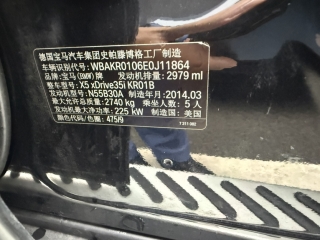 德国宝马汽车集团史帕滕博格工厂制造
车辆识别代号: WBAKR0106E0J11864
品牌: 宝马(BMW)牌 发动机排量: 2979 ml
整车型号: X5 xDrive35i KR01B
发动机型号: N55B30A 制造年月: 2014.03
最大允许总质量: 2740 kg 乘坐人数: 5 人
发动机最大净功率: 225 kW 制造国: 美国
颜色代号/色图: 475/9